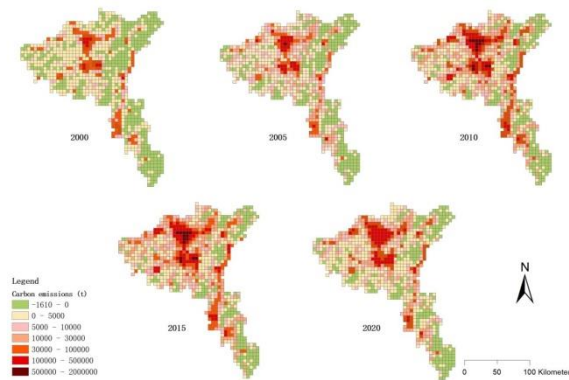 2000
2005
2010
2015
2020
Legend
Carbon emissions (t)
-1610 - 0
0 - 5000
5000 - 10000
10000 - 30000
30000 - 100000
100000 - 500000
500000 - 2000000
N
0 50 100 Kilometer